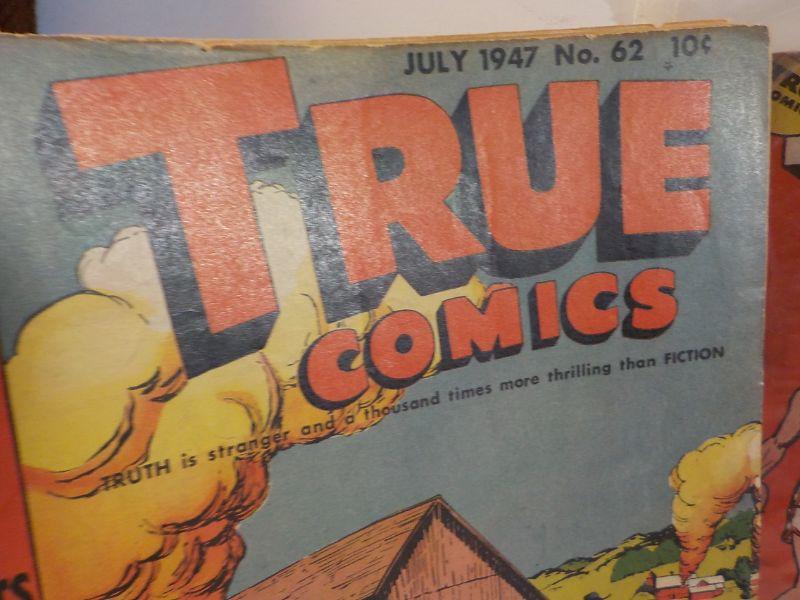 JULY 1947 No. 62 10¢
TRUE
COMICS
TRUTH is stranger and a thousand times more thrilling than FICTION